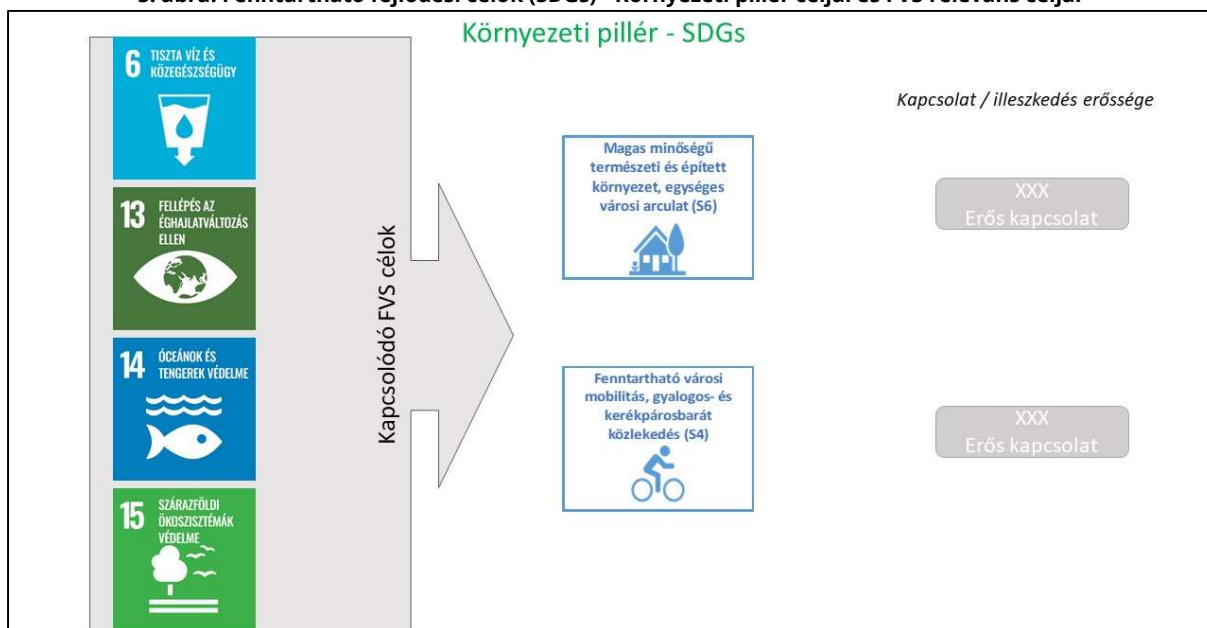 Környezeti pillér - SDGs
6 TISZTA VÍZ ÉS
KÖZEGÉSZSÉGÜGY
13 FELLÉPÉS AZ
ÉGHAJLATVÁLTOZÁS
ELLEN
14 ÓCEÁNOK ÉS
TENGEREK VÉDELME
15 SZÁRAZFÖLDI
ÖKOSZISZTÉMÁK
VÉDELME
Kapcsolódó FVS célok
Magas minőségű
természeti és épített
környezet, egységes
városi arculat (S6)
Fenntartható városi
mobilitás, gyalogos- és
kerékpárosbarát
közlekedés (S4)
Kapcsolat / illeszkedés erőssége
XXX
Erős kapcsolat
XXX
Erős kapcsolat